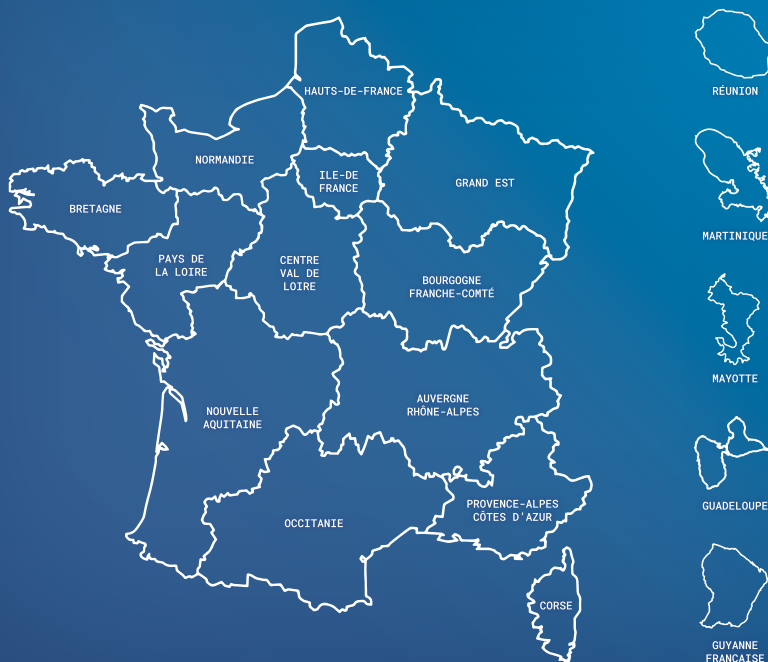 HAUTS-DE-FRANCE
NORMANDIE
ILE-DE
FRANCE
GRAND EST
BRETAGNE
PAYS DE
LA LOIRE
CENTRE
VAL DE
LOIRE
BOURGOGNE
FRANCHE-COMTÉ
NOUVELLE
AQUITAINE
AUVERGNE
RHÔNE-ALPES
OCCITANIE
PROVENCE-ALPES
CÔTES D'AZUR
CORSE
RÉUNION
MARTINIQUE
MAYOTTE
GUADELOUPE
GUYANNE
FRANÇAISE